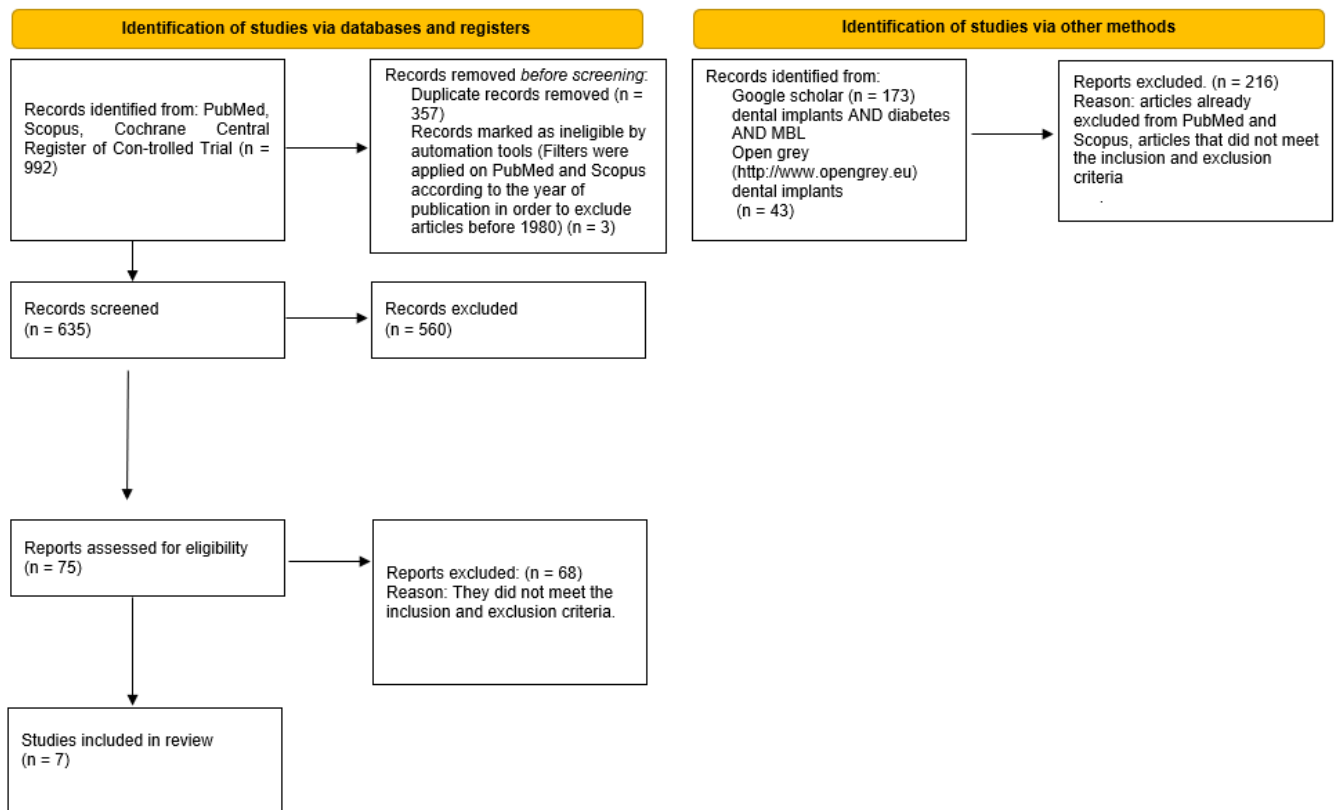 Identification of studies via databases and registers
Records identified from: PubMed,
Scopus, Cochrane Central
Register of Con-trolled Trial (n =
992)
Records removed before screening:
Duplicate records removed (n =
357)
Records marked as ineligible by
automation tools (Filters were
applied on PubMed and Scopus
according to the year of
publication in order to exclude
articles before 1980) (n = 3)
Records screened
(n = 635)
Records excluded
(n = 560)
Reports assessed for eligibility
(n = 75)
Reports excluded: (n = 68)
Reason: They did not meet the
inclusion and exclusion criteria.
Studies included in review
(n = 7)
Identification of studies via other methods
Records identified from:
Google scholar (n = 173)
dental implants AND diabetes
AND MBL
Open grey
(http://www.opengrey.eu)
dental implants
(n = 43)
Reports excluded. (n = 216)
Reason: articles already
excluded from PubMed and
Scopus, articles that did not meet
the inclusion and exclusion
criteria
.